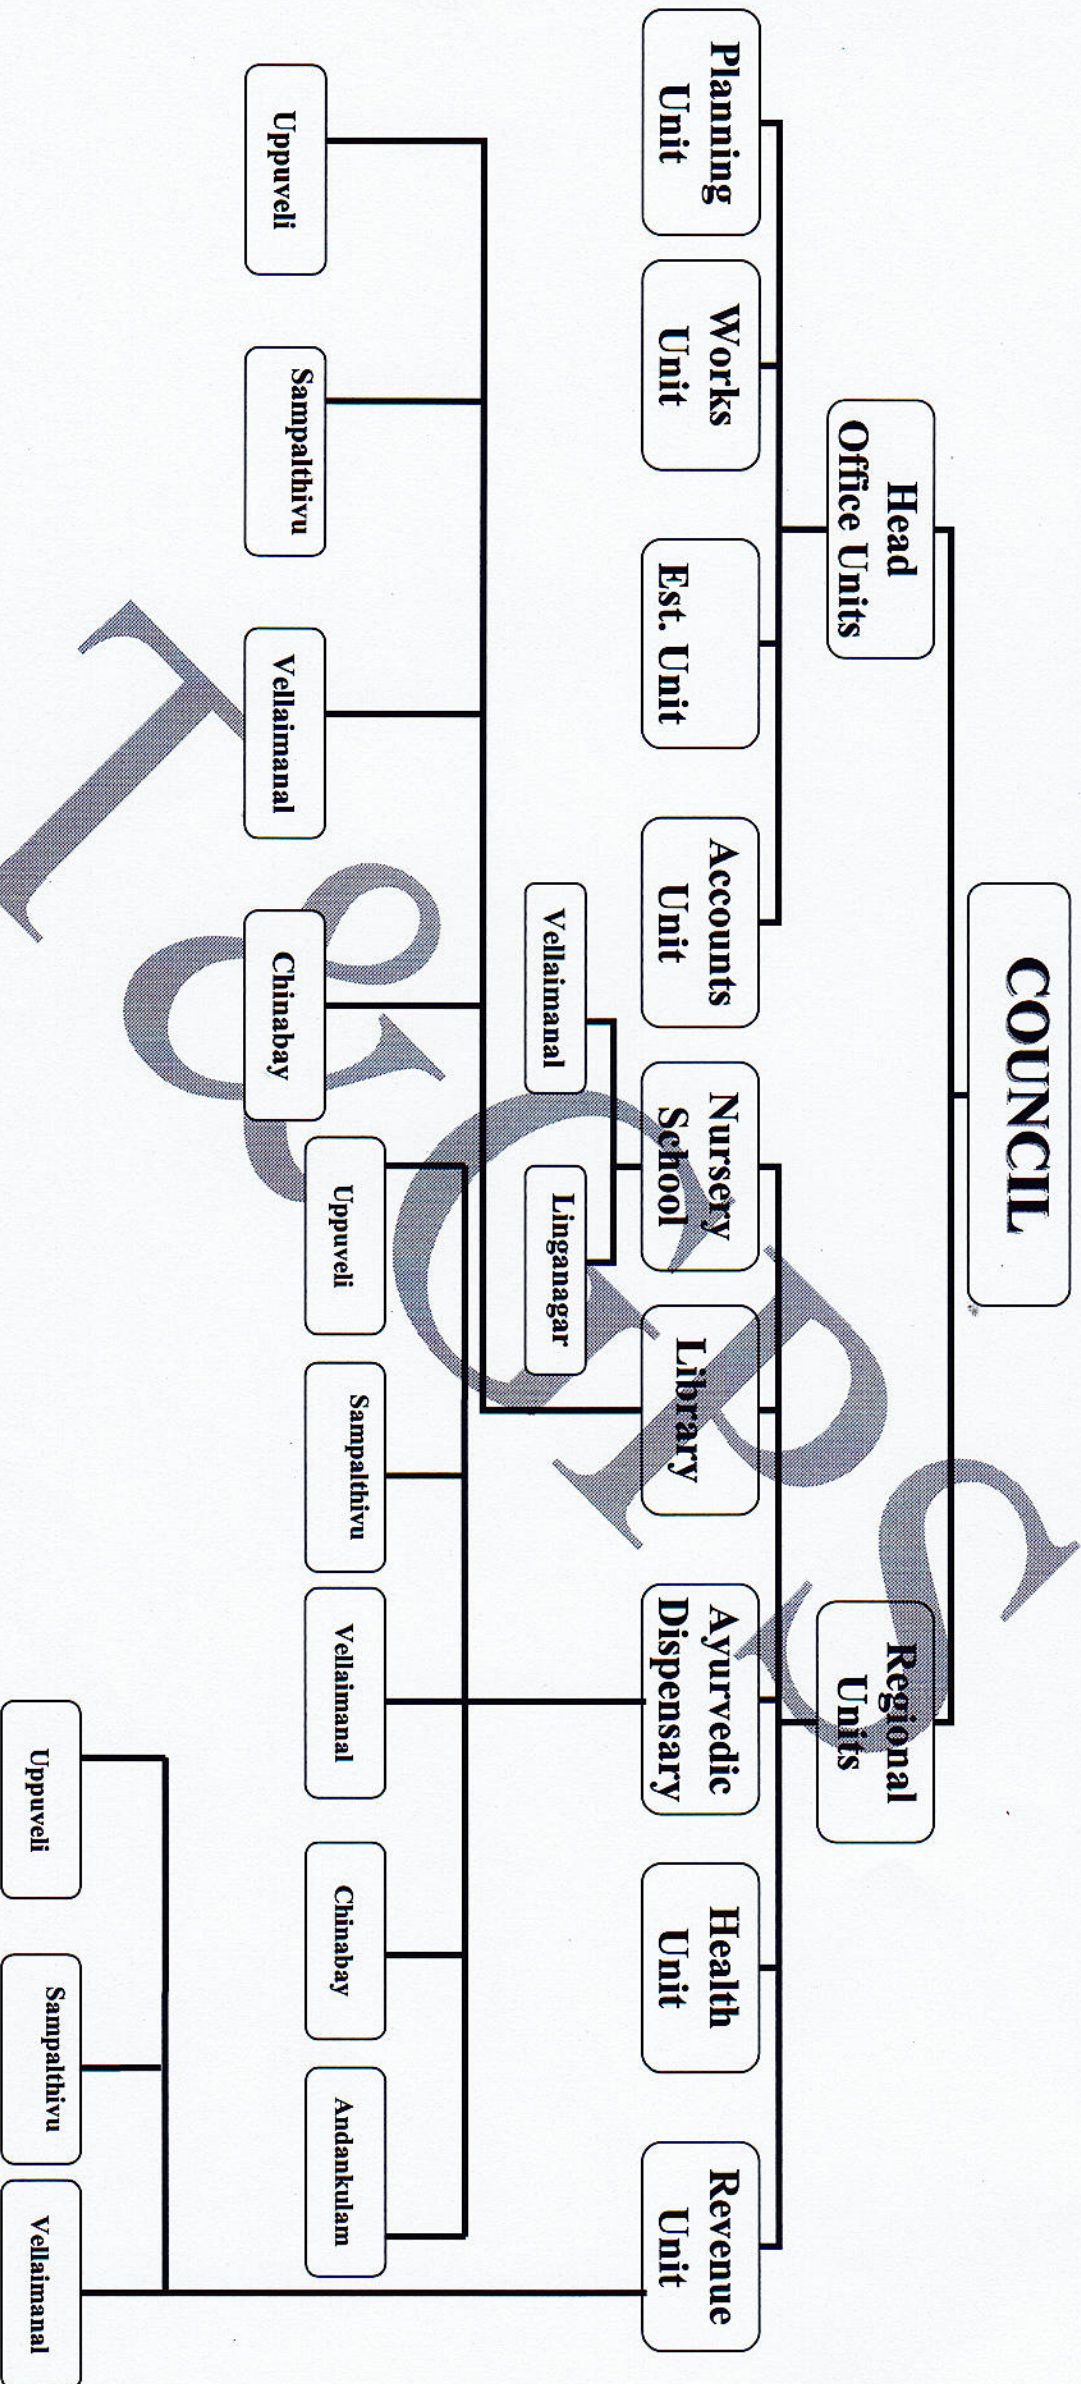 COUNCIL
Head
Office Units
Regional
Units
Planning
Unit
Works
Unit
Est. Unit
Accounts
Unit
Nursery
School
Library
Ayurvedic
Dispensary
Health
Unit
Revenue
Unit
Vellaimanal
Linganagar
Uppuveli
Sampalthivu
Vellaimanal
Chinabay
Uppuveli
Sampalthivu
Vellaimanal
Chinabay
Andankulam
Uppuveli
Sampalthivu
Vellaimanal
T&GPS